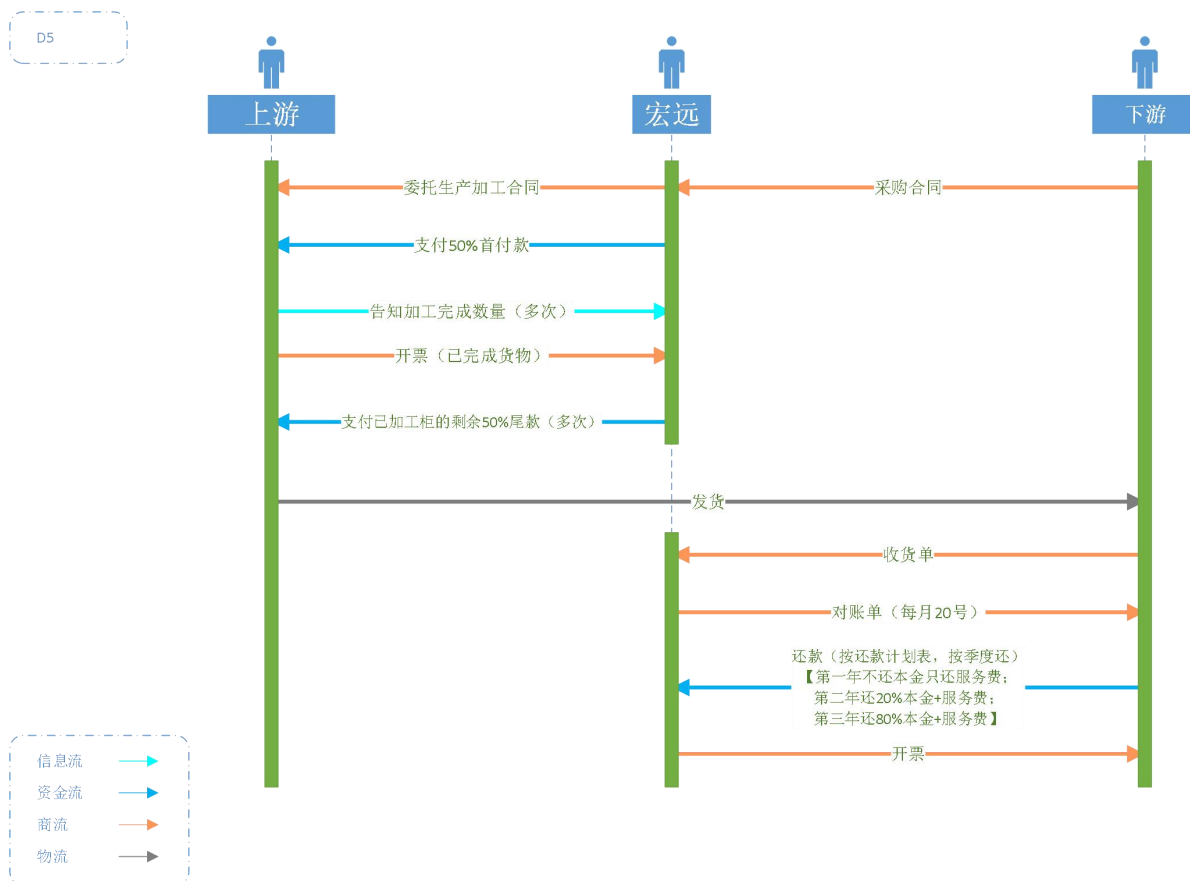 D5
上游
宏远
下游
委托生产加工合同
采购合同
支付50%首付款
告知加工完成数量（多次）
开票（已完成货物）
支付已加工柜的剩余50%尾款（多次）
发货
收货单
对账单（每月20号）
还款（按还款计划表，按季度还）
【第一年不还本金只还服务费；
第二年还20%本金+服务费；
第三年还80%本金+服务费】
开票
信息流
资金流
商流
物流